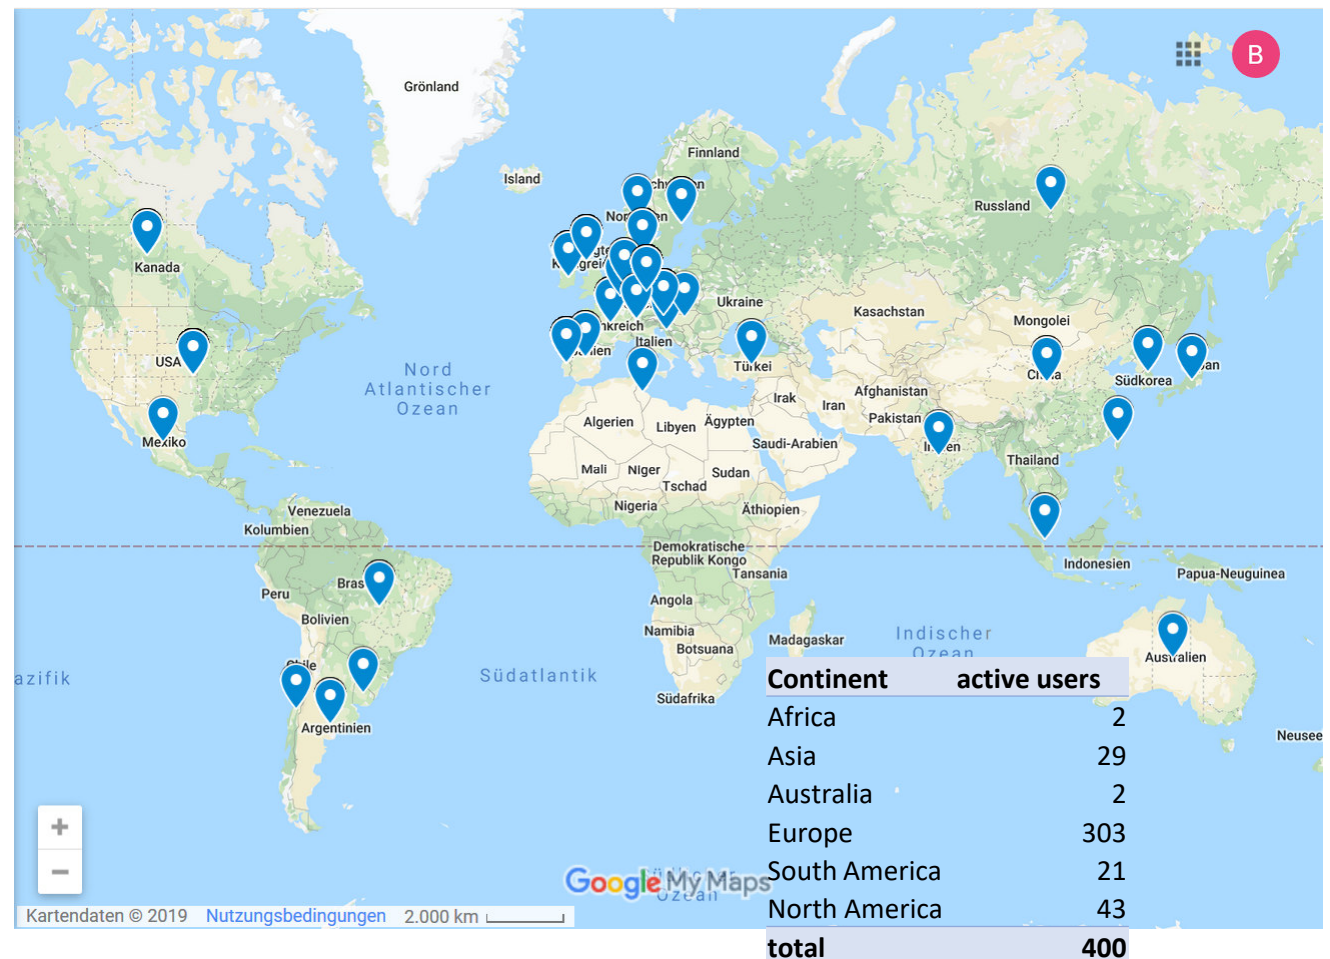 B
Grönland
Finnland
Island
Russland
Kanada
Ukraine
Kasachstan
Mongolei
USA
Italien
Türkei
Südkorea
Nord
Atlantischer
Ozean
Afghanistan
Irak
Iran
Pakistan
Mexiko
Algerien
Libyen
Ägypten
Saudi-Arabien
Thailand
Mali
Niger
Sudan
Tschad
Nigeria
Äthiopien
Venezuela
Kolumbien
Demokratische
Republik Kongo
Tansania
Indonesien
Papua-Neuguinea
Peru
Angola
Bolivien
Namibia
Madagaskar
Botsuana
Indischer
Ozean
Australien
Südatlantik
Südafrika
Argentinien
Continent active users
Africa 2
Asia 29
Australia 2
Europe 303
South America 21
North America 43
total 400
+
−
Google My Maps
Ozean
Kartendaten © 2019 Nutzungsbedingungen 2.000 km